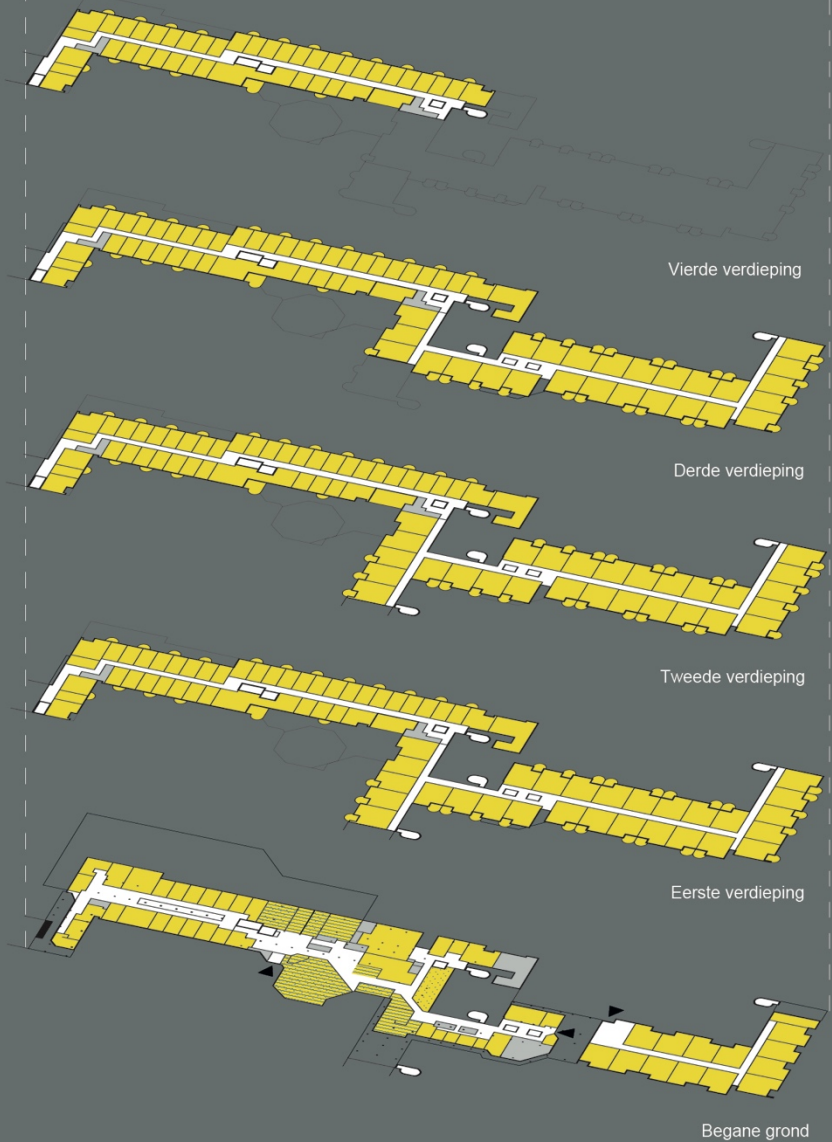 Vierde verdieping
Derde verdieping
Tweede verdieping
Eerste verdieping
Begane grond